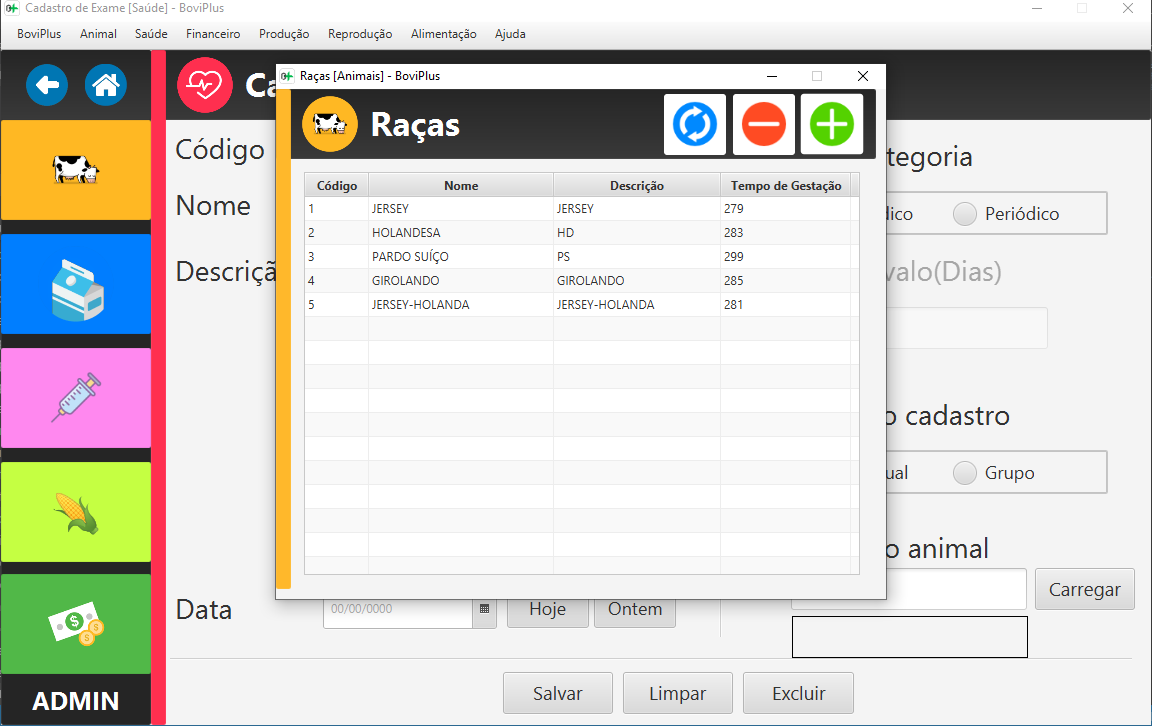 Cadastro de Exame [Saúde] - BoviPlus
BoviPlus Animal Saúde Financeiro Produção Reprodução Alimentação Ajuda
Raças [Animais] - BoviPlus
Ca
Raças
Código
Nome
Descriçã
Código Nome Descrição Tempo de Gestação
1 JERSEY JERSEY 279
2 HOLANDESA HD 283
3 PARDO SUÍÇO PS 299
4 GIROLANDO GIROLANDO 285
5 JERSEY-HOLANDA JERSEY-HOLANDA 281
tegoria
dico Periódico
valo(Dias)
o cadastro
ual Grupo
o animal
Carregar
Data 00/00/0000 Hoje Ontem
Salvar Limpar Excluir
ADMIN